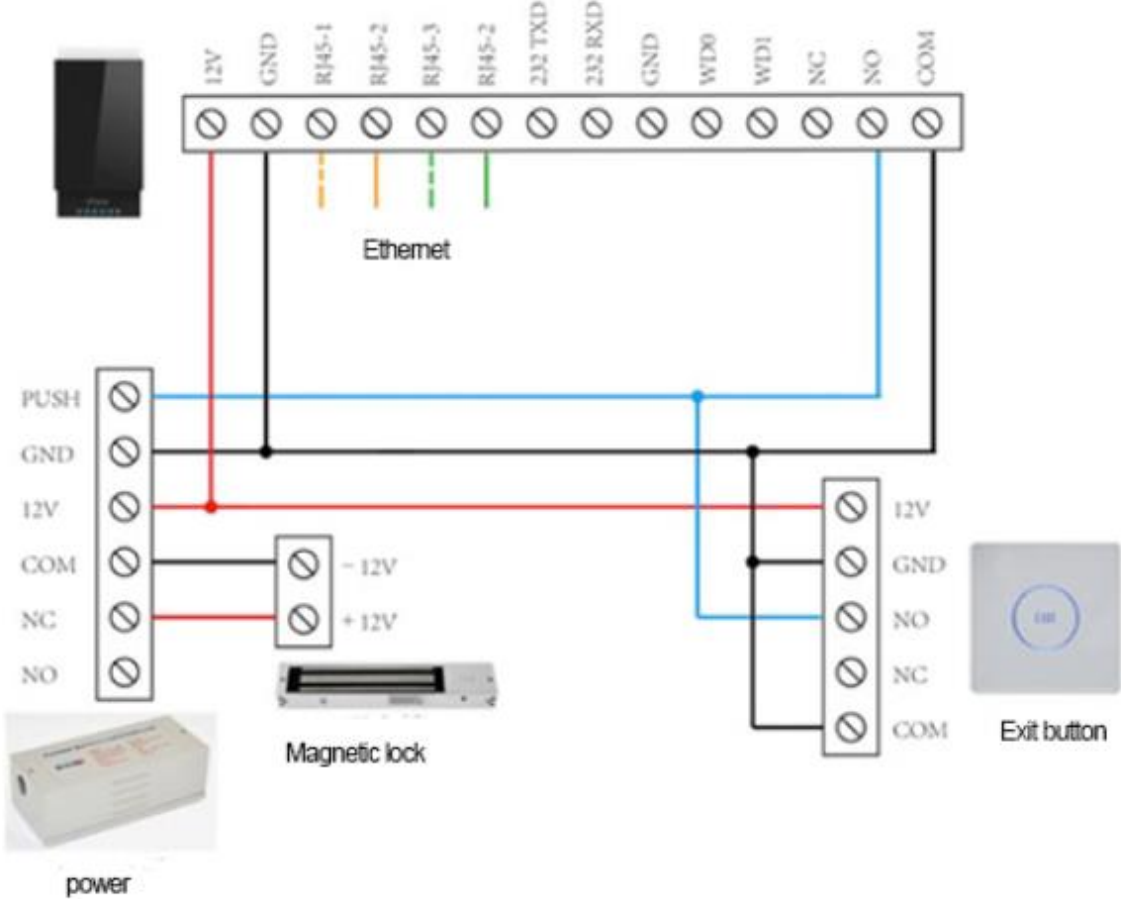 12V
GND
RJ45-1
RJ45-2
RJ45-3
RJ45-2
232 TXD
232 RXD
GND
WD0
WD1
NC
NO
COM
Ethernet
PUSH
GND
12V
COM
NC
NO
- 12V
+ 12V
12V
GND
NO
NC
COM
Magnetic lock
Exit button
power